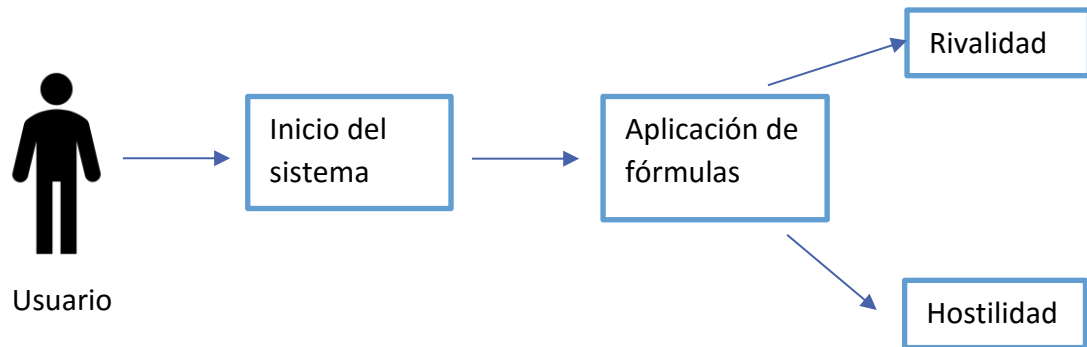 Usuario
Inicio del
sistema
Aplicación de
fórmulas
Rivalidad
Hostilidad